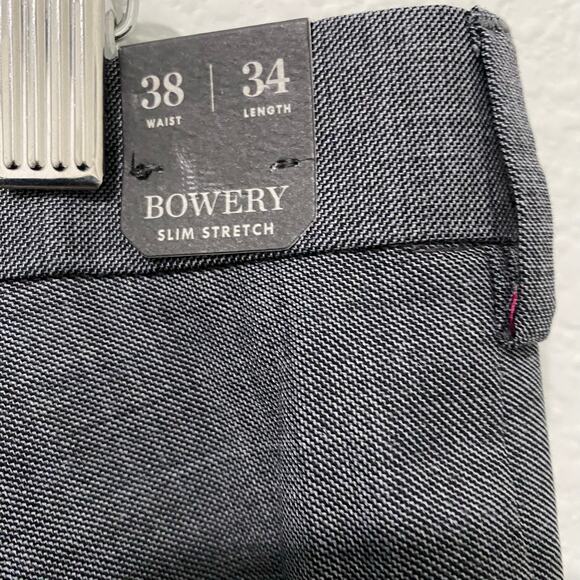 38 | 34
WAIST LENGTH
BOWERY
SLIM STRETCH